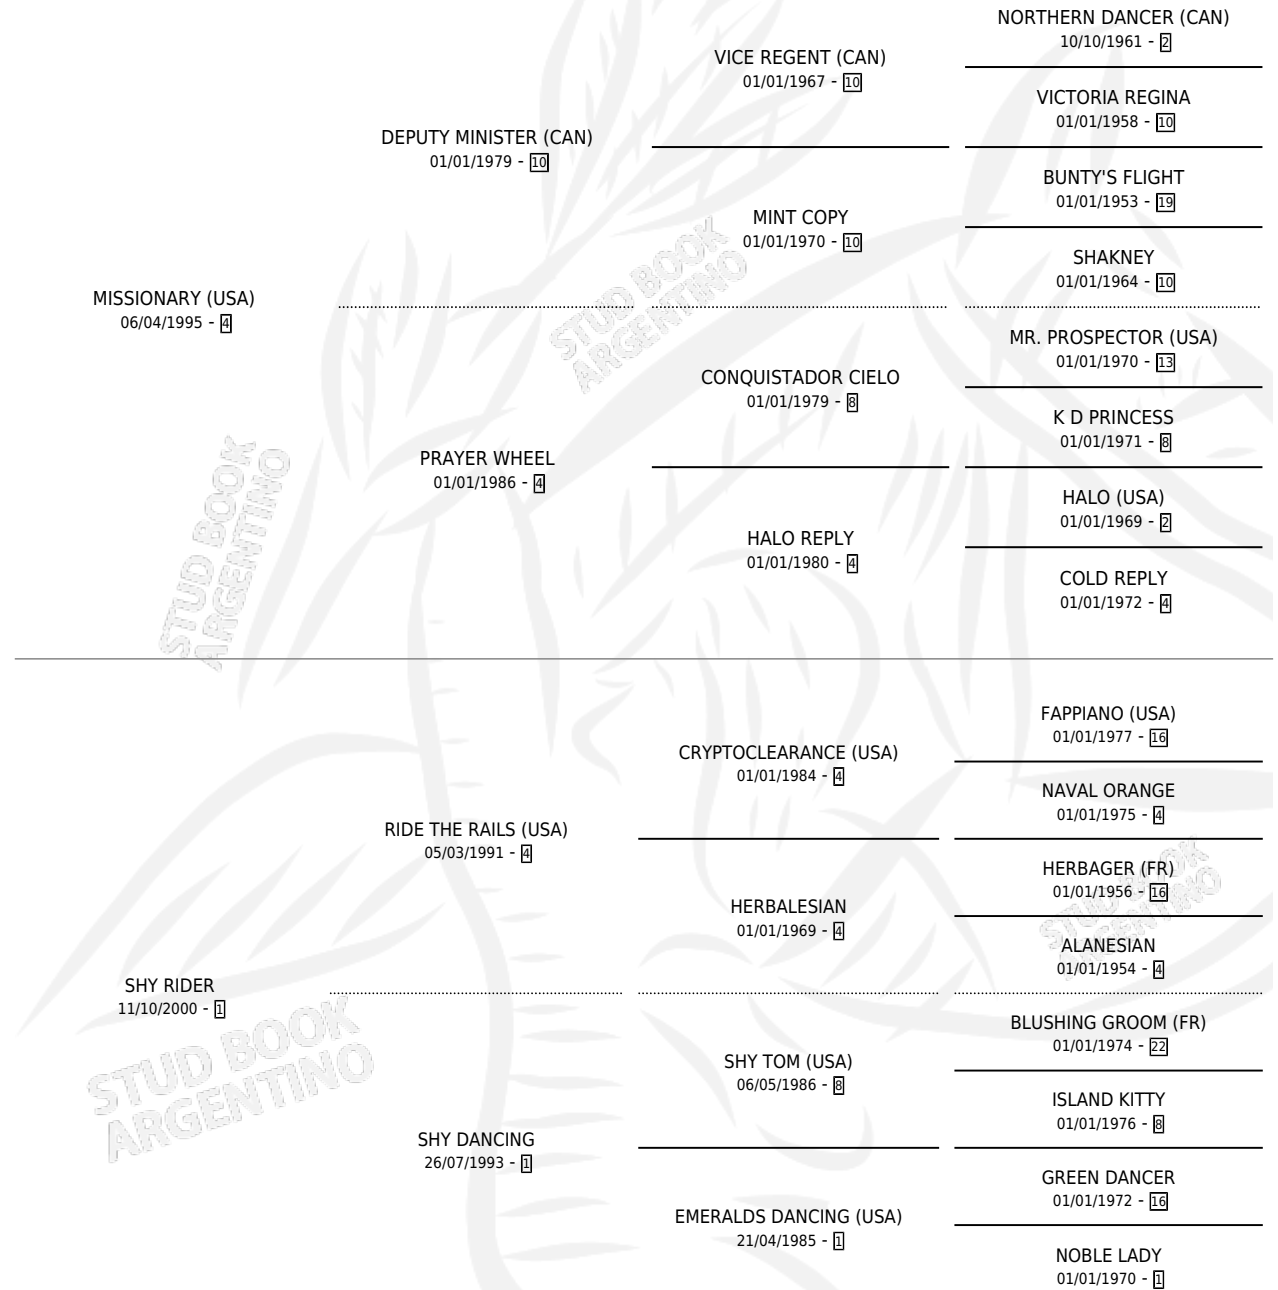 NORTHERN DANCER (CAN)
10/10/1961 - 2
VICE REGENT (CAN)
01/01/1967 - 10
VICTORIA REGINA
01/01/1958 - 10
DEPUTY MINISTER (CAN)
01/01/1979 - 10
BUNTY'S FLIGHT
01/01/1953 - 19
MINT COPY
01/01/1970 - 10
SHAKNEY
01/01/1964 - 10
MISSIONARY (USA)
06/04/1995 - 4
MR. PROSPECTOR (USA)
01/01/1970 - 13
CONQUISTADOR CIELO
01/01/1979 - 8
K D PRINCESS
01/01/1971 - 8
PRAYER WHEEL
01/01/1986 - 4
HALO (USA)
01/01/1969 - 2
HALO REPLY
01/01/1980 - 4
COLD REPLY
01/01/1972 - 4
FAPPIANO (USA)
01/01/1977 - 16
CRYPTOCLEARANCE (USA)
01/01/1984 - 4
NAVAL ORANGE
01/01/1975 - 4
RIDE THE RAILS (USA)
05/03/1991 - 4
HERBAGER (FR)
01/01/1956 - 16
HERBALESIAN
01/01/1969 - 4
ALANESIAN
01/01/1954 - 4
SHY RIDER
11/10/2000 - 1
BLUSHING GROOM (FR)
01/01/1974 - 22
SHY TOM (USA)
06/05/1986 - 8
ISLAND KITTY
01/01/1976 - 8
SHY DANCING
26/07/1993 - 1
GREEN DANCER
01/01/1972 - 16
EMERALDS DANCING (USA)
21/04/1985 - 1
NOBLE LADY
01/01/1970 - 1
STUD BOOK
ARGENTINO
STUD BOOK
ARGENTINO
STUD BOOK
ARGENTINO
STUD BOOK
ARGENTINO